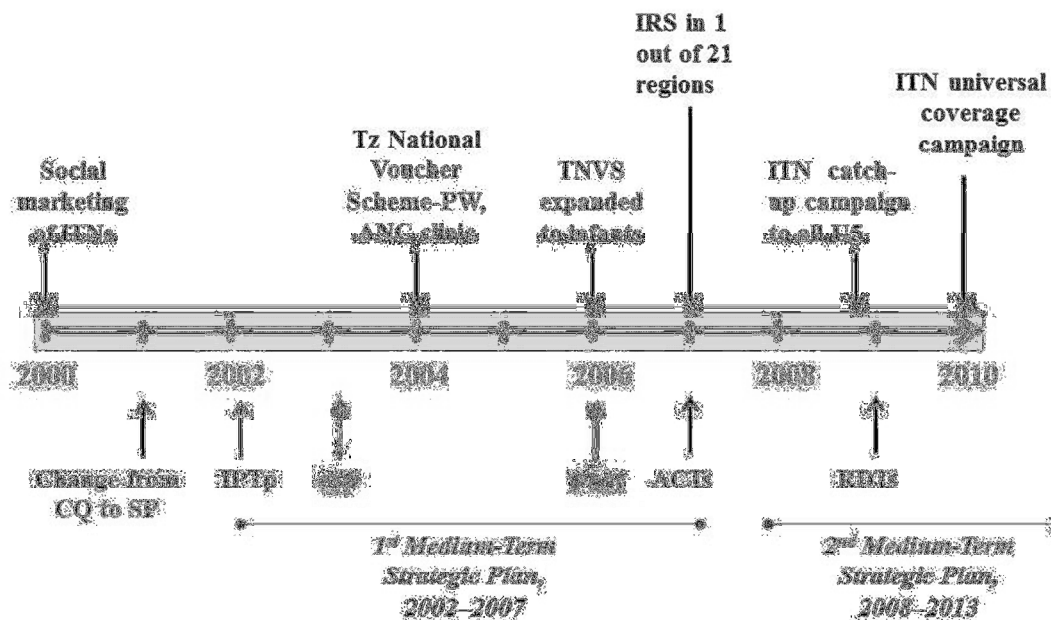 IRS in 1
out of 21
regions
ITN universal
coverage
campaign
Tz National
Voucher
Scheme-PW,
ANC clinic
Social
marketing
of ITNs
TNVS
expanded
to infants
ITN catch-
up campaign
to all U5
2000
2002
2004
2006
2008
2010
Change from
CQ to SP
IPTp
ACTs
RDTs
1st Medium-Term
Strategic Plan,
2002–2007
2nd Medium-Term
Strategic Plan,
2008–2013